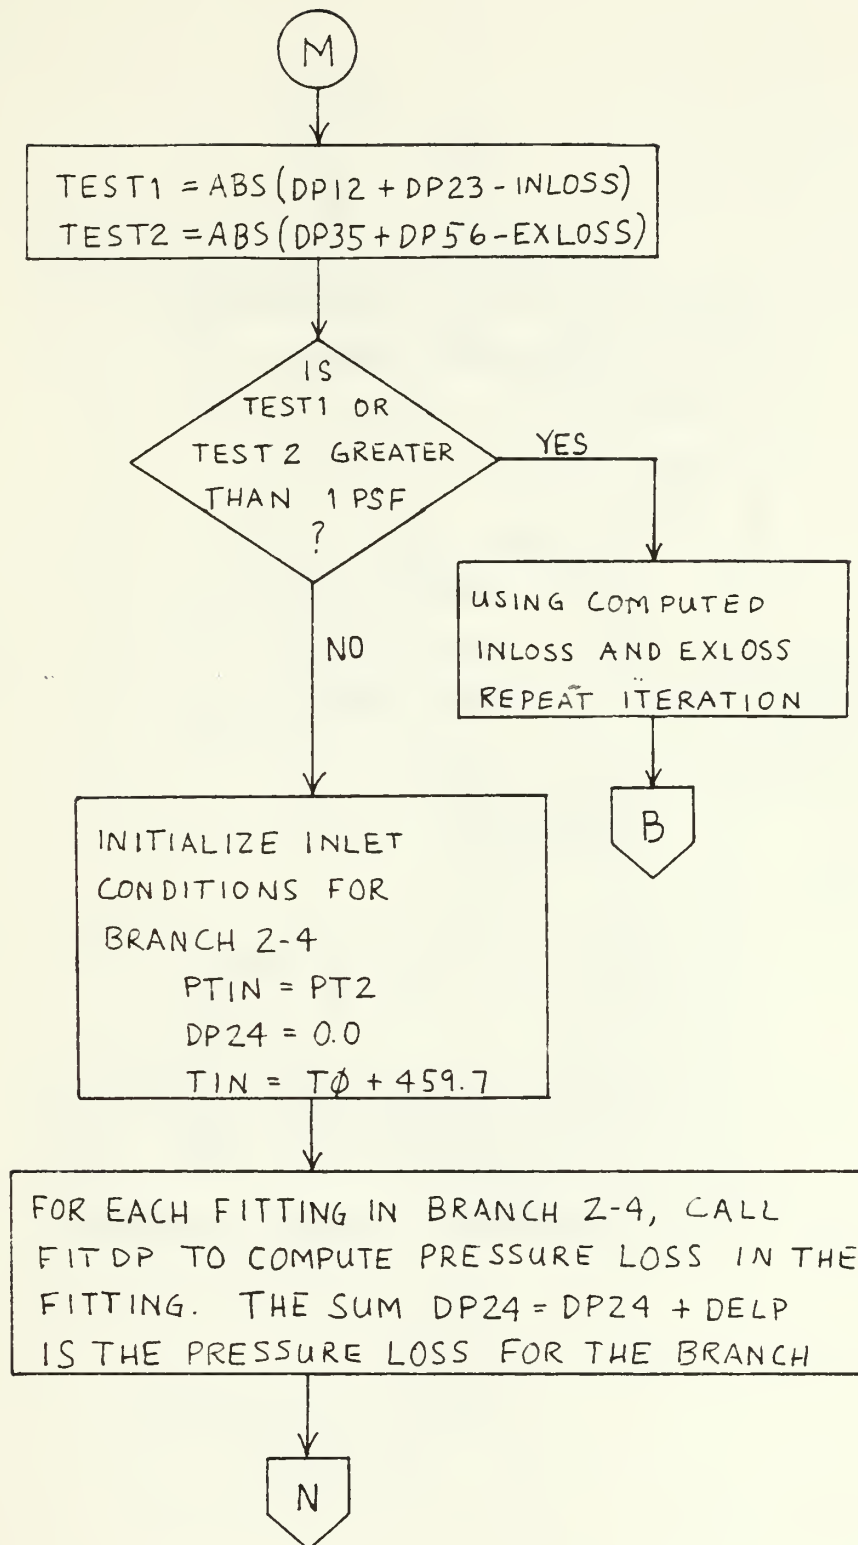 M
TEST1 = ABS(DP12 + DP23 - INLOSS)
TEST2 = ABS(DP35 + DP56 - EXLOSS)
IS
TEST1 OR
TEST2 GREATER
THAN 1 PSF
?
YES
NO
USING COMPUTED
INLOSS AND EXLOSS
REPEAT ITERATION
B
INITIALIZE INLET
CONDITIONS FOR
BRANCH 2-4
PTIN = PT2
DP24 = 0.0
TIN = TØ + 459.7
FOR EACH FITTING IN BRANCH 2-4, CALL
FITDP TO COMPUTE PRESSURE LOSS IN THE
FITTING. THE SUM DP24 = DP24 + DELP
IS THE PRESSURE LOSS FOR THE BRANCH
N